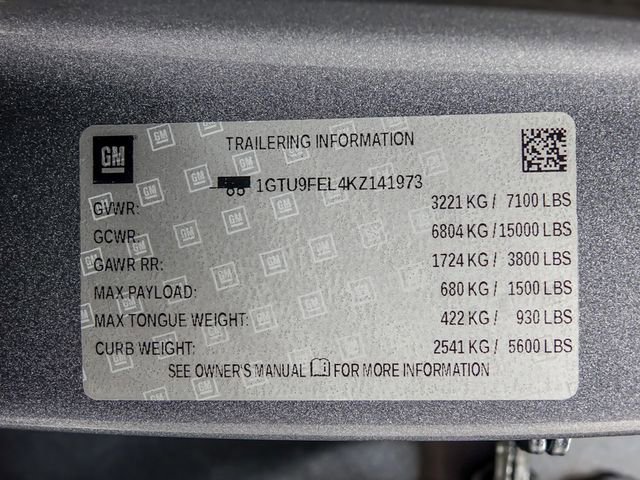 GM
TRAILERING INFORMATION
1GTU9FEL4KZ141973
GVWR: 3221 KG / 7100 LBS
GCWR: 6804 KG / 15000 LBS
GAWR RR: 1724 KG / 3800 LBS
MAX PAYLOAD: 680 KG / 1500 LBS
MAX TONGUE WEIGHT: 422 KG / 930 LBS
CURB WEIGHT: 2541 KG / 5600 LBS
SEE OWNER'S MANUAL FOR MORE INFORMATION